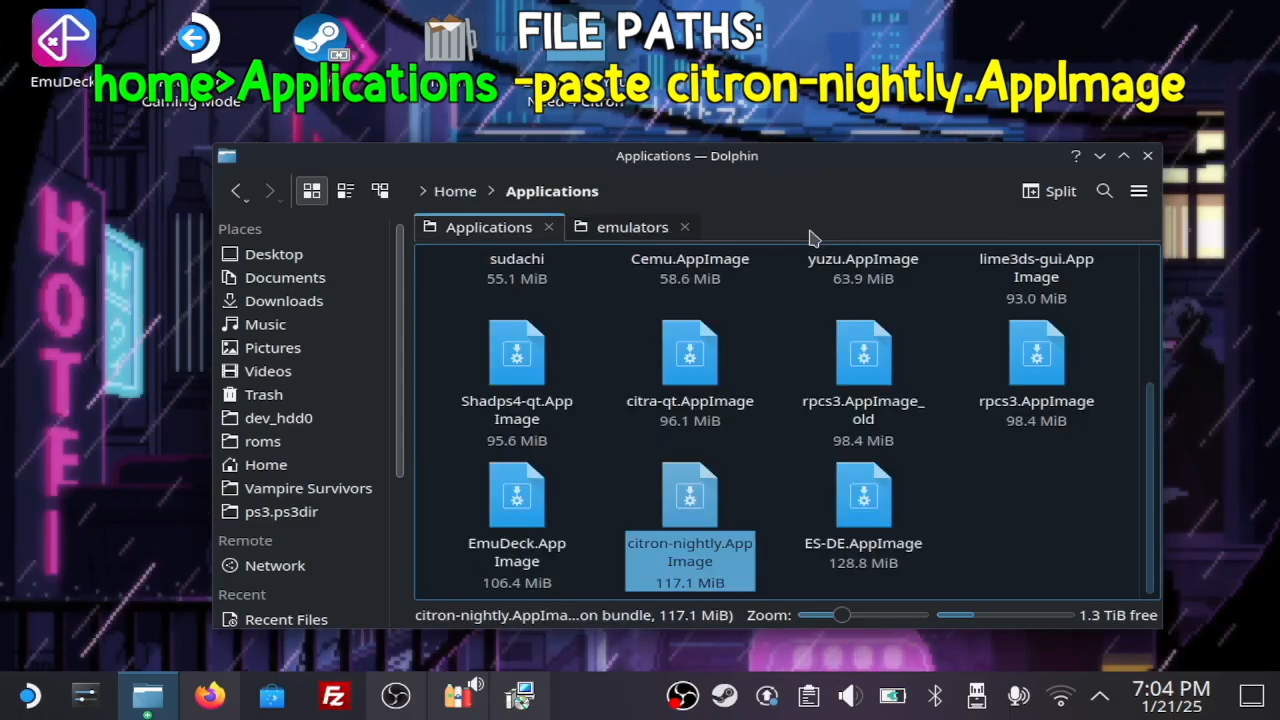 FILE PATHS:
EmuDeck
home>Applications -paste citron-nightly.AppImage
Gaming Mode
Need 4 Citron
Applications — Dolphin
Home
Applications
Split
Places
Applications
emulators
Desktop
Documents
Downloads
Music
Pictures
Videos
Trash
dev_hdd0
roms
Home
Vampire Survivors
ps3.ps3dir
Remote
Network
Recent
Recent Files
sudachi
55.1 MiB
Cemu.AppImage
58.6 MiB
yuzu.AppImage
63.9 MiB
lime3ds-gui.App
Image
93.0 MiB
Shadps4-qt.App
Image
95.6 MiB
citra-qt.AppImage
96.1 MiB
rpcs3.AppImage_
old
98.4 MiB
rpcs3.AppImage
98.4 MiB
EmuDeck.App
Image
106.4 MiB
citron-nightly.App
Image
117.1 MiB
ES-DE.AppImage
128.8 MiB
citron-nightly.AppIma...on bundle, 117.1 MiB)
Zoom:
1.3 TiB free
HOTEL
7:04 PM
1/21/25